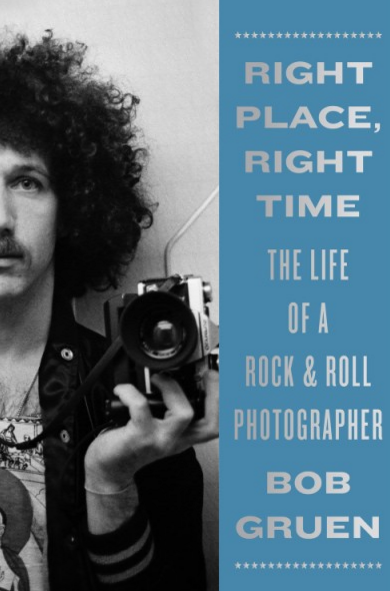 RIGHT
PLACE,
RIGHT
TIME
THE LIFE
OF A
ROCK & ROLL
PHOTOGRAPHER
BOB
GRUEN